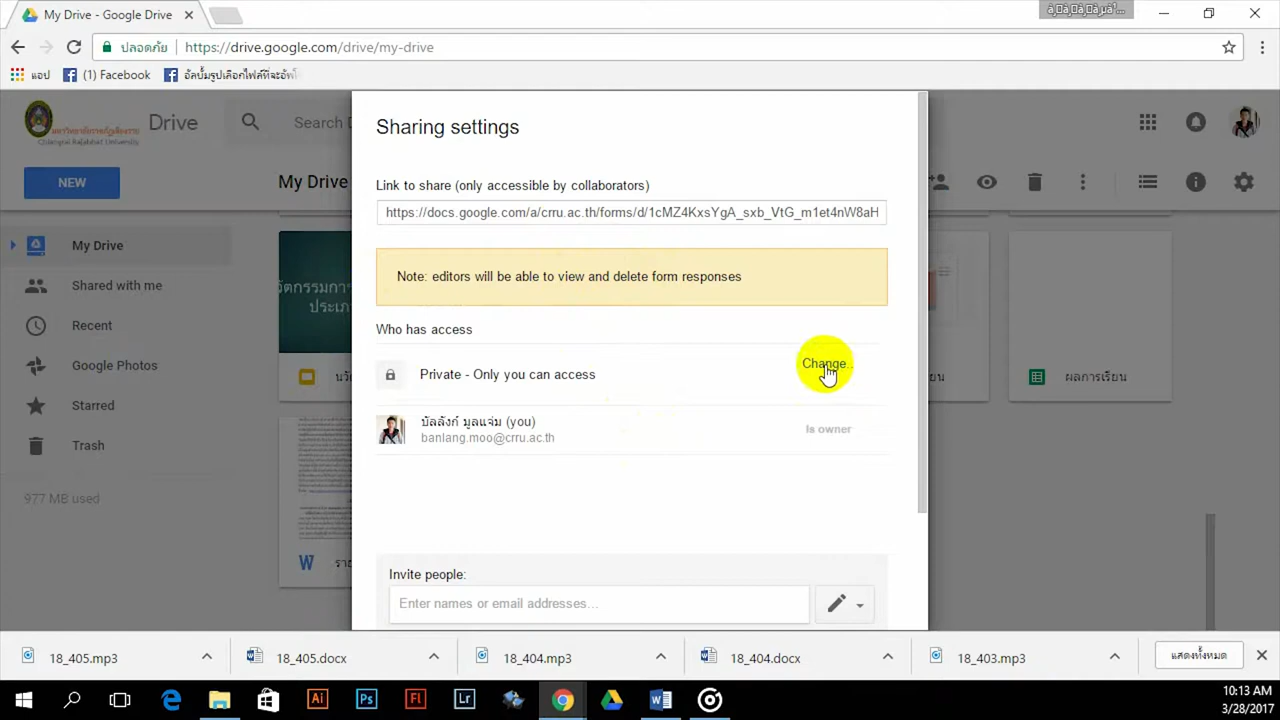 My Drive - Google Drive
ปลอดภัย
https://drive.google.com/drive/my-drive
แอป
(1) Facebook
Chiangrai Rajabhat University
Drive
NEW
My Drive
My Drive
Shared with me
Recent
Google Photos
Starred
Trash
977 MB used
Sharing settings
Link to share (only accessible by collaborators)
https://docs.google.com/a/crru.ac.th/forms/d/1cMZ4KxsYgA_sxb_VtG_m1et4nW8aH
Note: editors will be able to view and delete form responses
Who has access
Private - Only you can access
Change..
บัลลังก์ มูลแจ่ม (you)
banlang.moo@crru.ac.th
Is owner
Invite people:
Enter names or email addresses...
ผลการเรียน
18_405.mp3
18_405.docx
18_404.mp3
18_404.docx
18_403.mp3
แสดงทั้งหมด
Ai
Ps
Fl
Lr
10:13 AM
3/28/2017